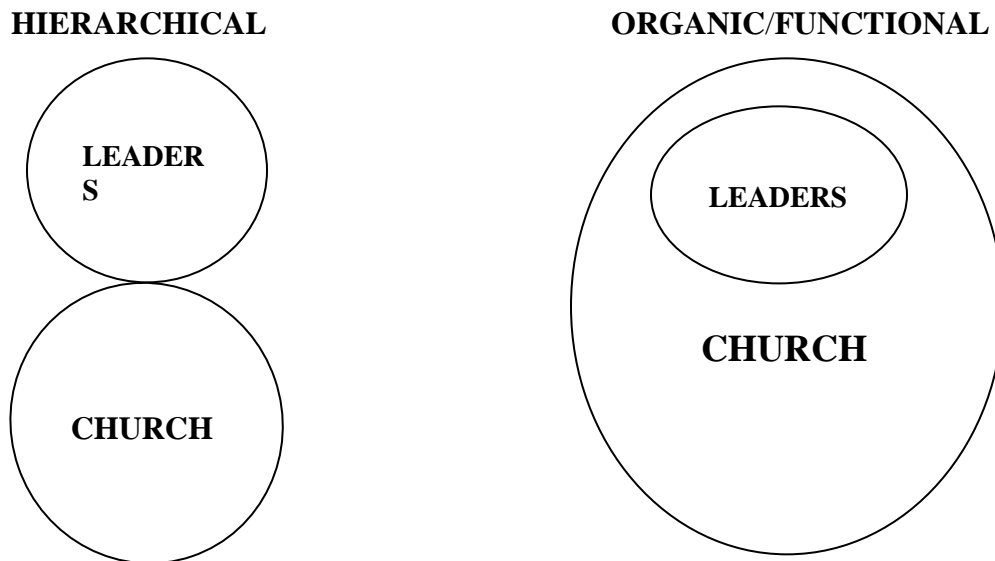 HIERARCHICAL
LEADER
S
CHURCH
ORGANIC/FUNCTIONAL
LEADERS
CHURCH